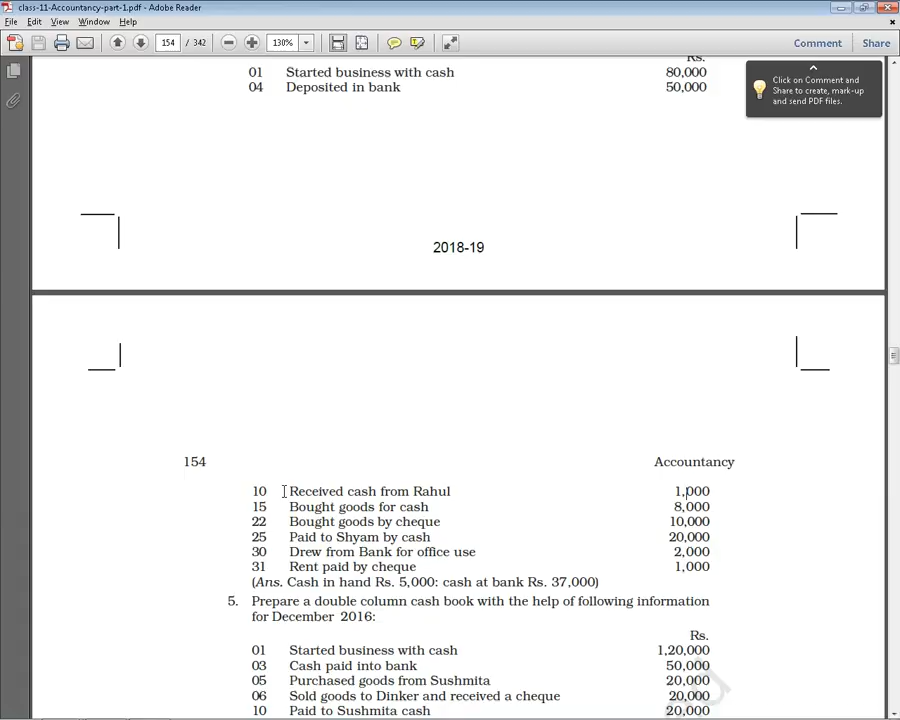 class-11-Accountancy-part-1.pdf - Adobe Reader
File Edit View Window Help
154 / 342 130% Comment Share
Rs.
01 Started business with cash 80,000
04 Deposited in bank 50,000
Click on Comment and
Share to create, mark-up
and send PDF files.
2018-19
154 Accountancy
10 Received cash from Rahul 1,000
15 Bought goods for cash 8,000
22 Bought goods by cheque 10,000
25 Paid to Shyam by cash 20,000
30 Drew from Bank for office use 2,000
31 Rent paid by cheque 1,000
(Ans. Cash in hand Rs. 5,000: cash at bank Rs. 37,000)
5. Prepare a double column cash book with the help of following information
for December 2016:
Rs.
01 Started business with cash 1,20,000
03 Cash paid into bank 50,000
05 Purchased goods from Sushmita 20,000
06 Sold goods to Dinker and received a cheque 20,000
10 Paid to Sushmita cash 20,000